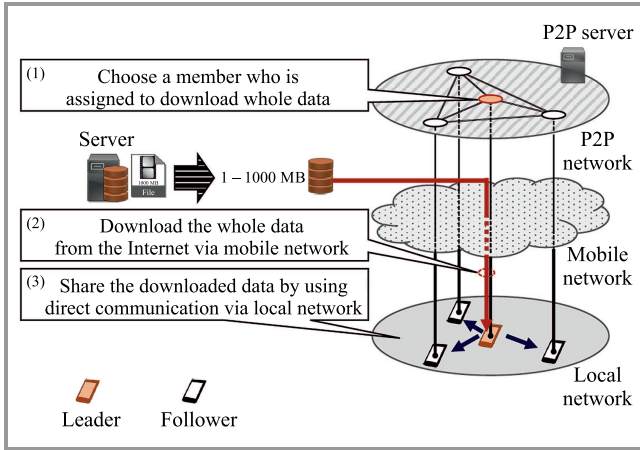 P2P server
(1) Choose a member who is
assigned to download whole data
P2P
network
Server
1000 MB
File
1 – 1000 MB
(2) Download the whole data
from the Internet via mobile network
Mobile
network
(3) Share the downloaded data by using
direct communication via local network
Local
network
Leader
Follower